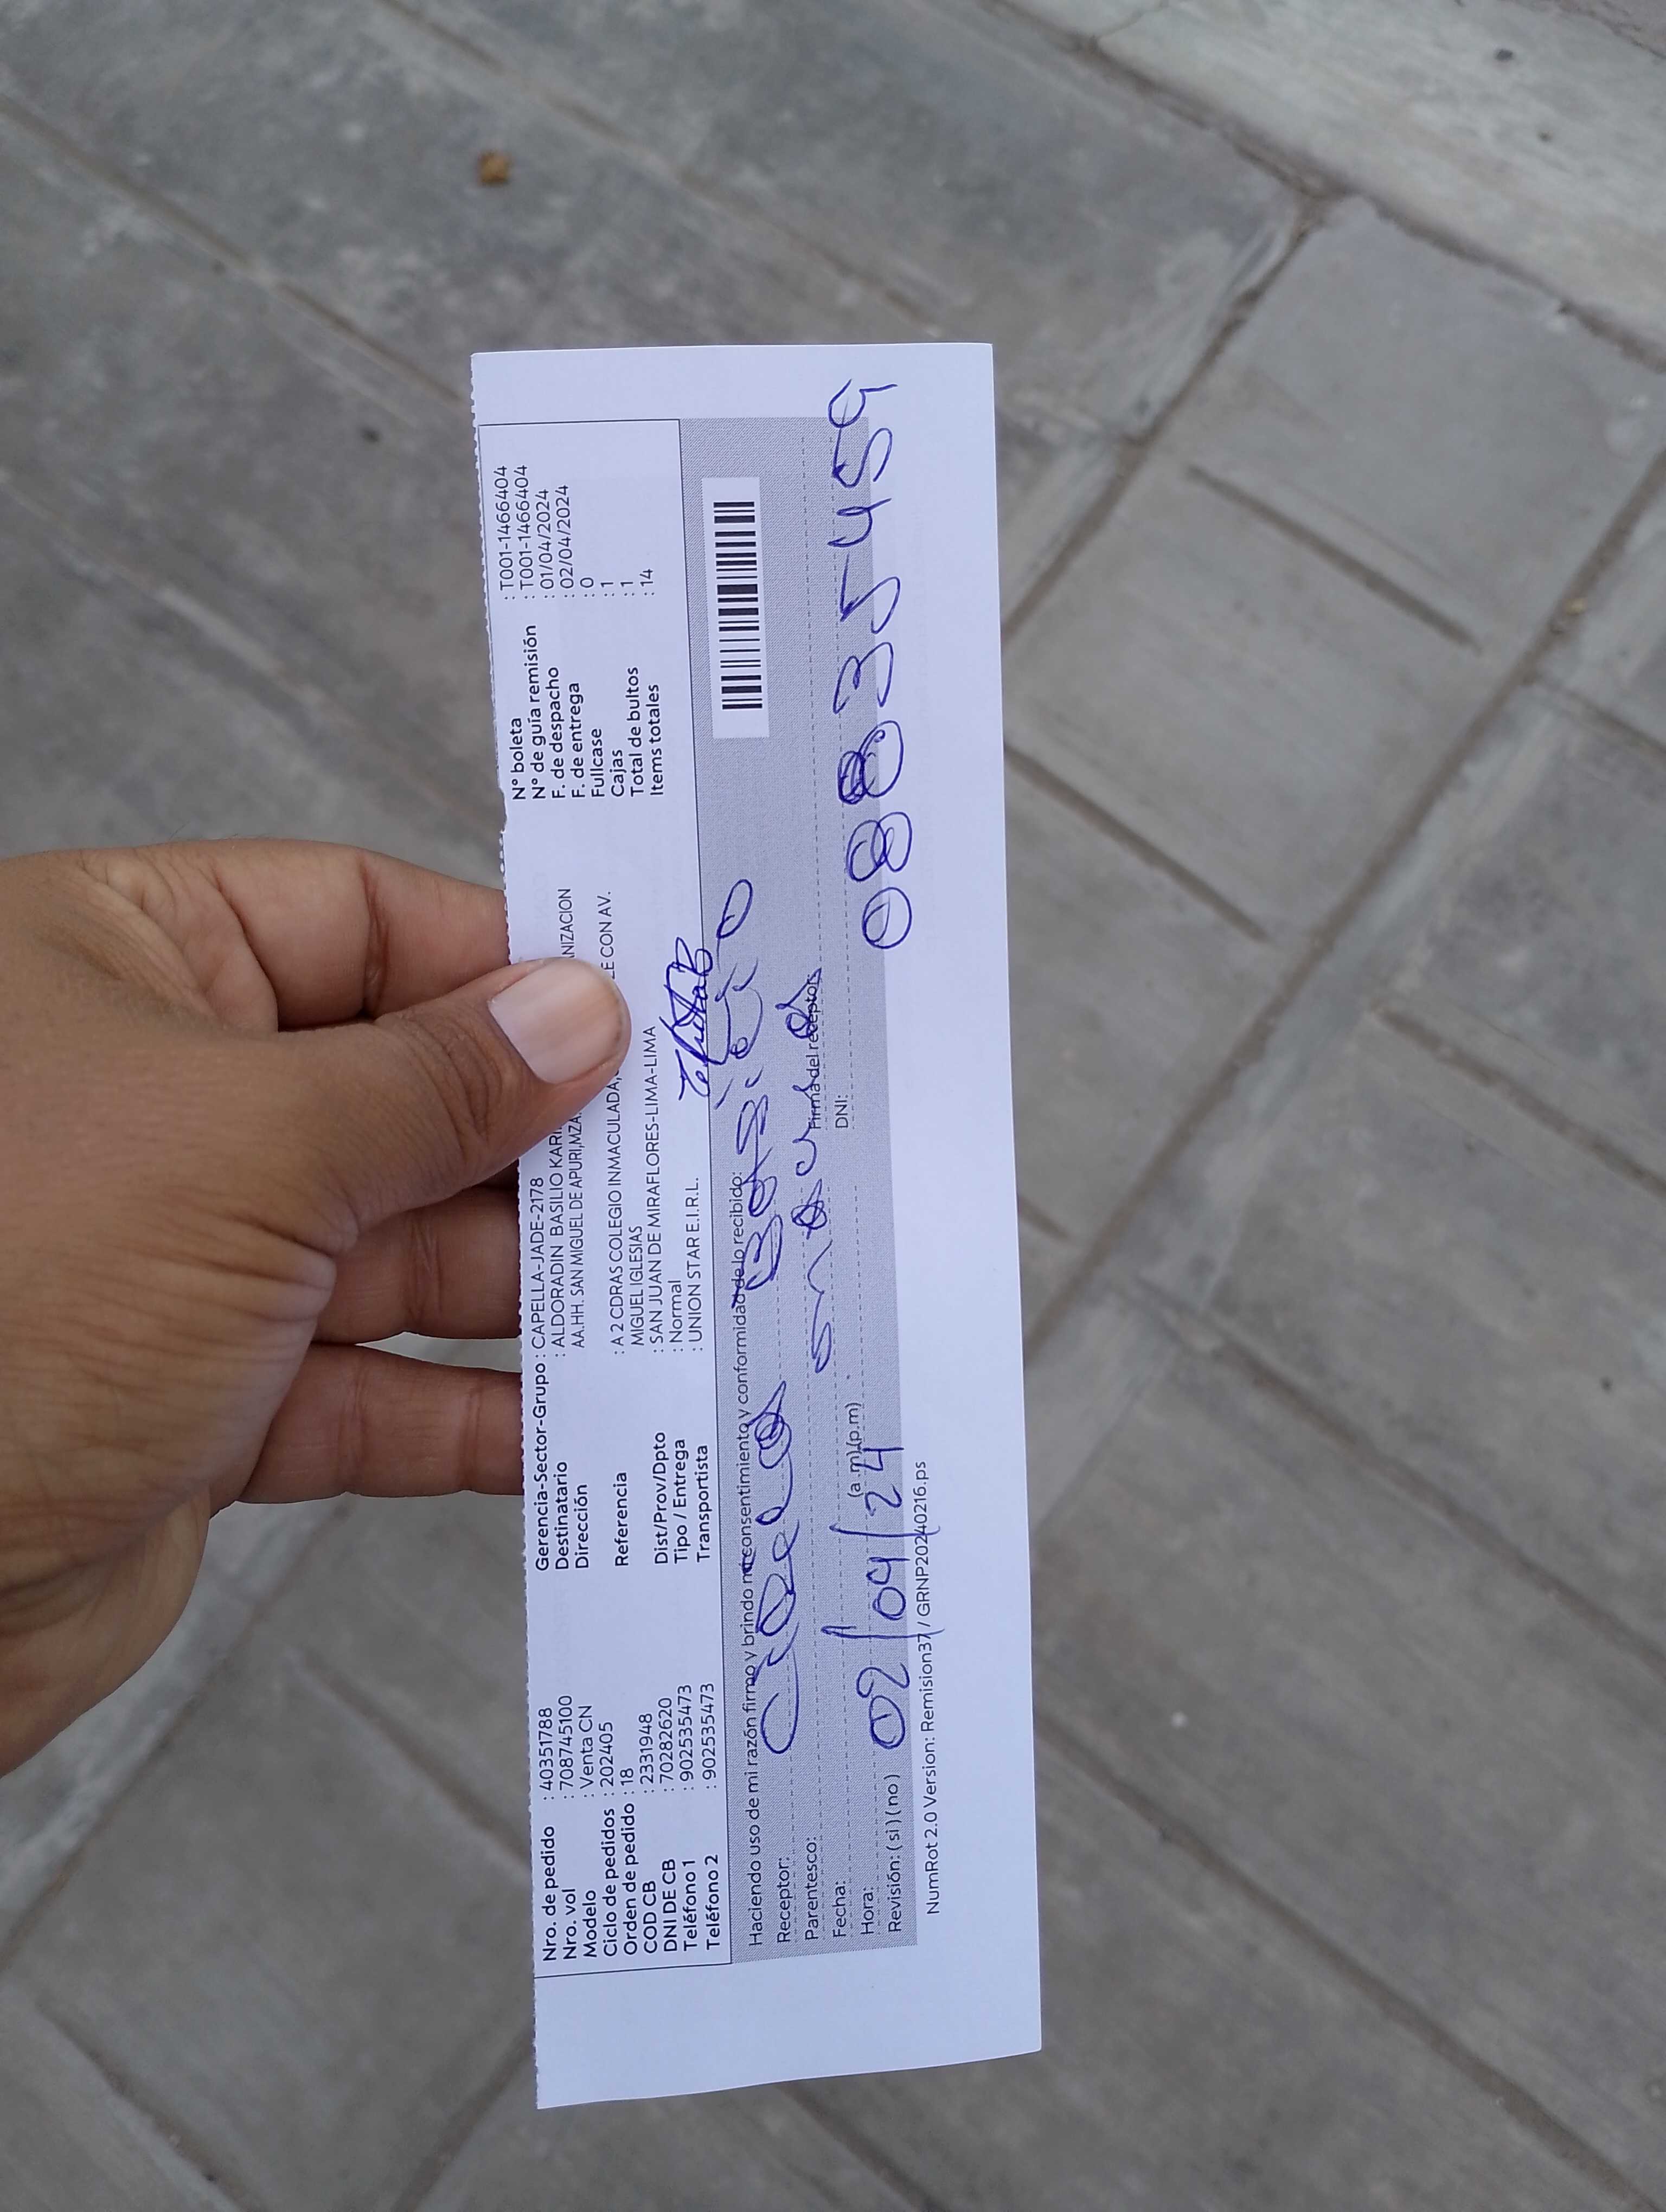 Nro. de pedido : 40351788
Nro. vol : 708745100
Modelo : Venta CN
Ciclo de pedidos : 202405
Orden de pedido : 18
COD CB : 2331948
DNI DE CB : 70282620
Teléfono 1 : 902535473
Teléfono 2 : 902535473
Gerencia-Sector-Grupo : CAPELLA-JADE-2178
Destinatario : ALDORADIN BASILIO KARI
Dirección AA.HH. SAN MIGUEL DE APURI,MZA. NIZACION
Referencia : A 2 CDRAS COLEGIO INMACULADA, LE CON AV.
MIGUEL IGLESIAS
Dist/Prov/Dpto : SAN JUAN DE MIRAFLORES-LIMA-LIMA
Tipo / Entrega : Normal
Transportista : UNION STAR E.I.R.L.
N° boleta : T001-1466404
N° de guía remisión : T001-1466404
F. de despacho : 01/04/2024
F. de entrega : 02/04/2024
Fullcase : 0
Cajas : 1
Total de bultos : 1
Items totales : 14
Haciendo uso de mi razón firmo y brindo mi consentimiento y conformidad de lo recibido:
Receptor: Basilio
Parentesco:
Firma del receptor
Fecha: 02/04/24
DNI: 08835459
Hora: (a.m) (p.m)
Revisión: ( si ) ( no )
NumRot 2.0 Version: Remision37 / GRNP20240216.ps